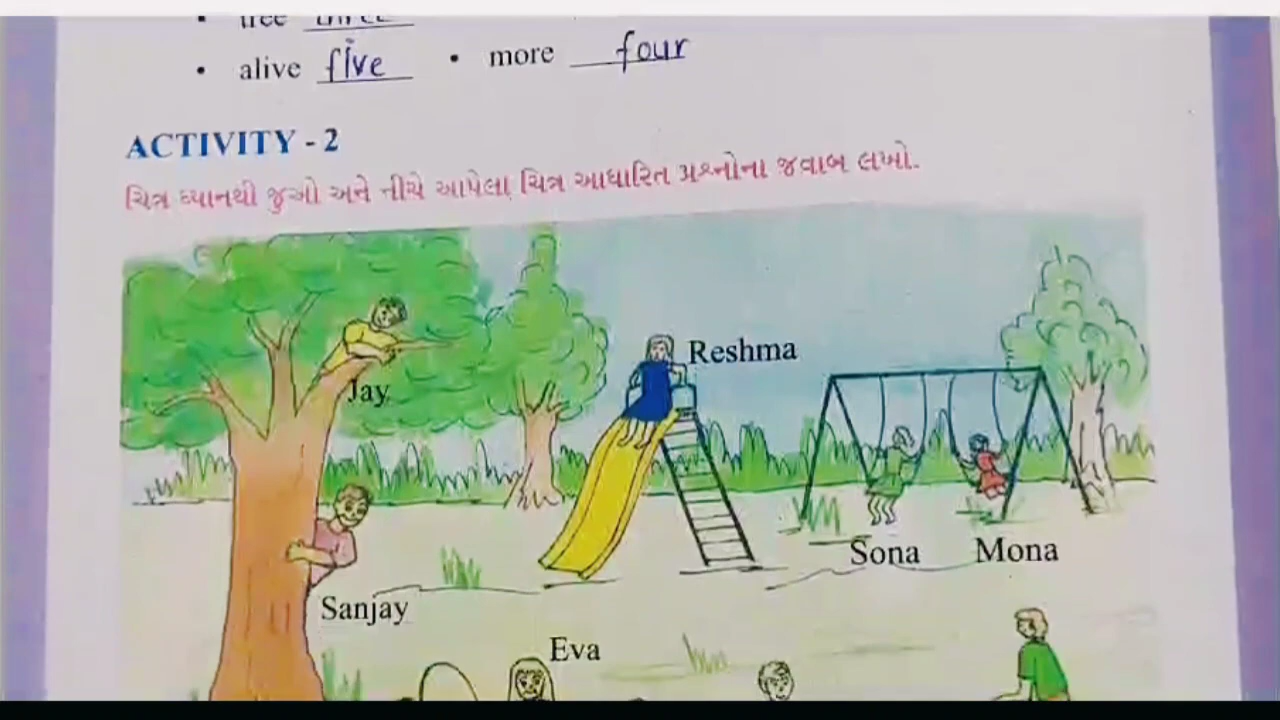 • alive five • more four
ACTIVITY - 2
ચિત્ર ધ્યાનથી જુઓ અને નીચે આપેલા ચિત્ર આધારિત પ્રશ્નોના જવાબ લખો.
Reshma
Jay
Sona Mona
Sanjay
Eva